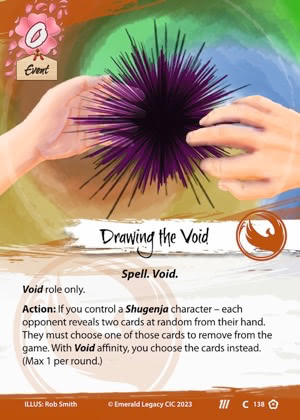 0
Event
Drawing the Void
Spell. Void.
Void role only.
Action: If you control a Shugenja character – each
opponent reveals two cards at random from their hand.
They must choose one of those cards to remove from the
game. With Void affinity, you choose the cards instead.
(Max 1 per round.)
ILLUS: Rob Smith © Emerald Legacy CIC 2023 C 138